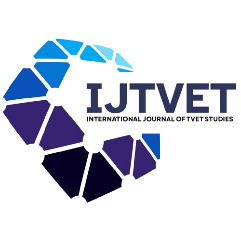 IJTVET
INTERNATIONAL JOURNAL OF TVET STUDIES